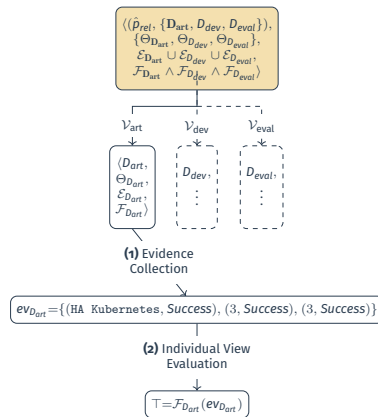 ⟨(p̂_rel, {D_art, D_dev, D_eval}),
{Θ_D_art, Θ_D_dev, Θ_D_eval},
ℰ_D_art ∪ ℰ_D_dev ∪ ℰ_D_eval,
ℱ_D_art ∧ ℱ_D_dev ∧ ℱ_D_eval⟩
𝒱_art 𝒱_dev 𝒱_eval
⟨D_art, D_dev, D_eval,
Θ_D_art, ⋮ ⋮
ℰ_D_art,
ℱ_D_art⟩
(1) Evidence
Collection
ev_D_art={(HA Kubernetes, Success), (3, Success), (3, Success)}
(2) Individual View
Evaluation
⊤=ℱ_D_art(ev_D_art)